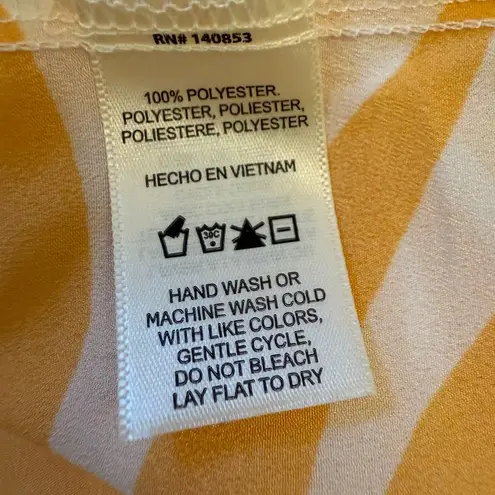 RN# 140853
100% POLYESTER.
POLYESTER, POLIESTER,
POLIESTERE, POLYESTER
HECHO EN VIETNAM
30C
HAND WASH OR
MACHINE WASH COLD
WITH LIKE COLORS,
GENTLE CYCLE,
DO NOT BLEACH
LAY FLAT TO DRY